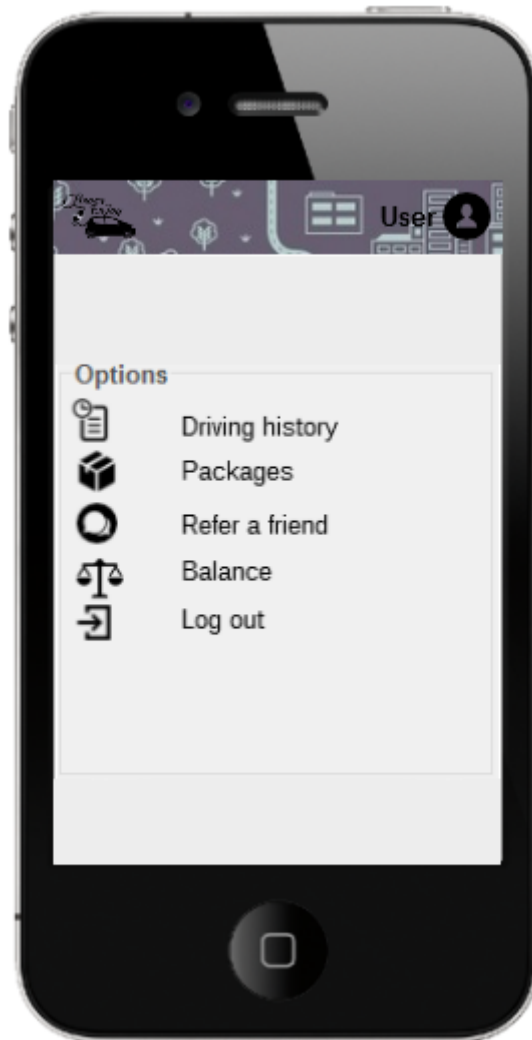 User
Options
Driving history
Packages
Refer a friend
Balance
Log out